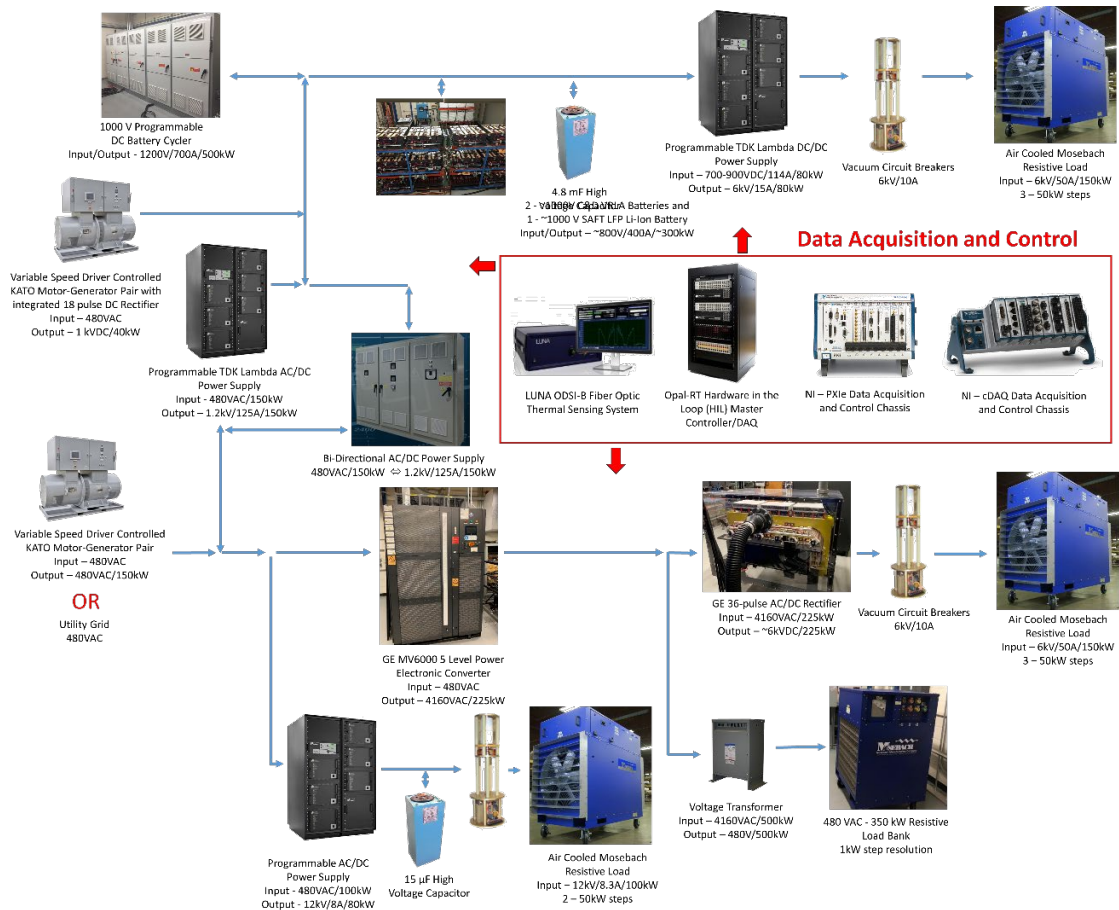 1000 V Programmable
DC Battery Cycler
Input/Output - 1200V/700A/500kW
4.8 mF High
Voltage Capacitor
2 - ~1000V C&D VRLA Batteries and
1 - ~1000 V SAFT LFP Li-Ion Battery
Input/Output – ~800V/400A/~300kW
Programmable TDK Lambda DC/DC
Power Supply
Input – 700-900VDC/114A/80kW
Output – 6kV/15A/80kW
Vacuum Circuit Breakers
6kV/10A
Air Cooled Mosebach
Resistive Load
Input – 6kV/50A/150kW
3 – 50kW steps
Variable Speed Driver Controlled
KATO Motor-Generator Pair with
integrated 18 pulse DC Rectifier
Input – 480VAC
Output – 1 kVDC/40kW
Programmable TDK Lambda AC/DC
Power Supply
Input - 480VAC/150kW
Output – 1.2kV/125A/150kW
Data Acquisition and Control
LUNA
LUNA ODSI-B Fiber Optic
Thermal Sensing System
Opal-RT Hardware in the
Loop (HIL) Master
Controller/DAQ
NI – PXIe Data Acquisition
and Control Chassis
NI – cDAQ Data Acquisition
and Control Chassis
Bi-Directional AC/DC Power Supply
480VAC/150kW ⇔ 1.2kV/125A/150kW
Variable Speed Driver Controlled
KATO Motor-Generator Pair
Input – 480VAC
Output – 480VAC/150kW
OR
Utility Grid
480VAC
GE MV6000 5 Level Power
Electronic Converter
Input – 480VAC
Output – 4160VAC/225kW
GE 36-pulse AC/DC Rectifier
Input – 4160VAC/225kW
Output – ~6kVDC/225kW
Vacuum Circuit Breakers
6kV/10A
Air Cooled Mosebach
Resistive Load
Input – 6kV/50A/150kW
3 – 50kW steps
Programmable AC/DC
Power Supply
Input - 480VAC/100kW
Output - 12kV/8A/80kW
15 µF High
Voltage Capacitor
Air Cooled Mosebach
Resistive Load
Input – 12kV/8.3A/100kW
2 – 50kW steps
Voltage Transformer
Input – 4160VAC/500kW
Output – 480V/500kW
480 VAC - 350 kW Resistive
Load Bank
1kW step resolution